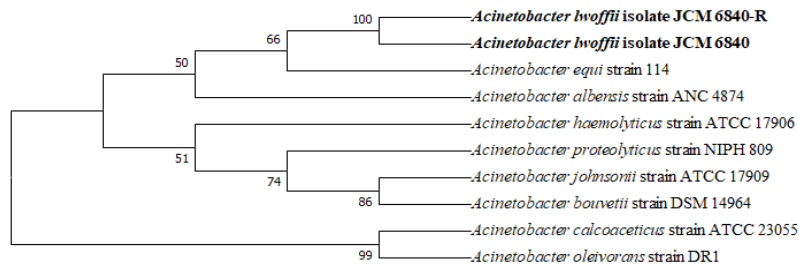 100
Acinetobacter lwoffii isolate JCM 6840-R
66
Acinetobacter lwoffii isolate JCM 6840
50
Acinetobacter equi strain 114
Acinetobacter albensis strain ANC 4874
Acinetobacter haemolyticus strain ATCC 17906
51
Acinetobacter proteolyticus strain NIPH 809
74
Acinetobacter johnsonii strain ATCC 17909
86
Acinetobacter bouvetii strain DSM 14964
Acinetobacter calcoaceticus strain ATCC 23055
99
Acinetobacter oleivorans strain DR1